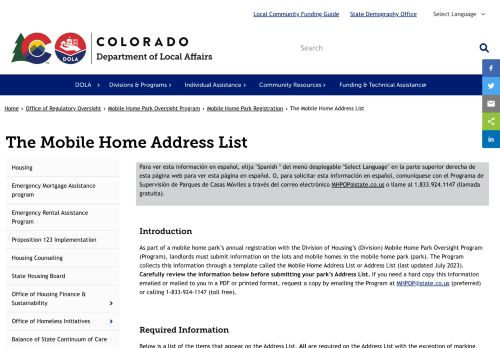 Local Community Funding Guide
State Demography Office
Select Language
COLORADO
Department of Local Affairs
CO
DOLA
Search
DOLA
Divisions & Programs
Individual Assistance
Community Resources
Funding & Technical Assistance
Home › Office of Regulatory Oversight › Mobile Home Park Oversight Program › Mobile Home Park Registration › The Mobile Home Address List
The Mobile Home Address List
Housing
Emergency Mortgage Assistance
program
Emergency Rental Assistance
Program
Proposition 123 Implementation
Housing Counseling
State Housing Board
Office of Housing Finance &
Sustainability
Office of Homeless Initiatives
Balance of State Continuum of Care
Para ver esta información en español, elija "Spanish " del menú desplegable "Select Language" en la parte superior derecha de
esta página web para ver esta página en español. O, para solicitar esta información en español, comuníquese con el Programa de
Supervisión de Parques de Casas Móviles a través del correo electrónico MHPOP@state.co.us o llame al 1.833.924.1147 (llamada
gratuita).
Introduction
As part of a mobile home park's annual registration with the Division of Housing's (Division) Mobile Home Park Oversight Program
(Program), landlords must submit information on the lots and mobile homes in the mobile home park (park). The Program
collects this information through a template called the Mobile Home Address List or Address List (last updated July 2023).
Carefully review the information below before submitting your park's Address List. If you need a hard copy this information
emailed or mailed to you in a PDF or printed format, request a copy by emailing the Program at MHPOP@state.co.us (preferred)
or calling 1-833-924-1147 (toll free).
Required Information
Below is a list of the items that appear on the Address List. All are required on the Address List with the exception of marking